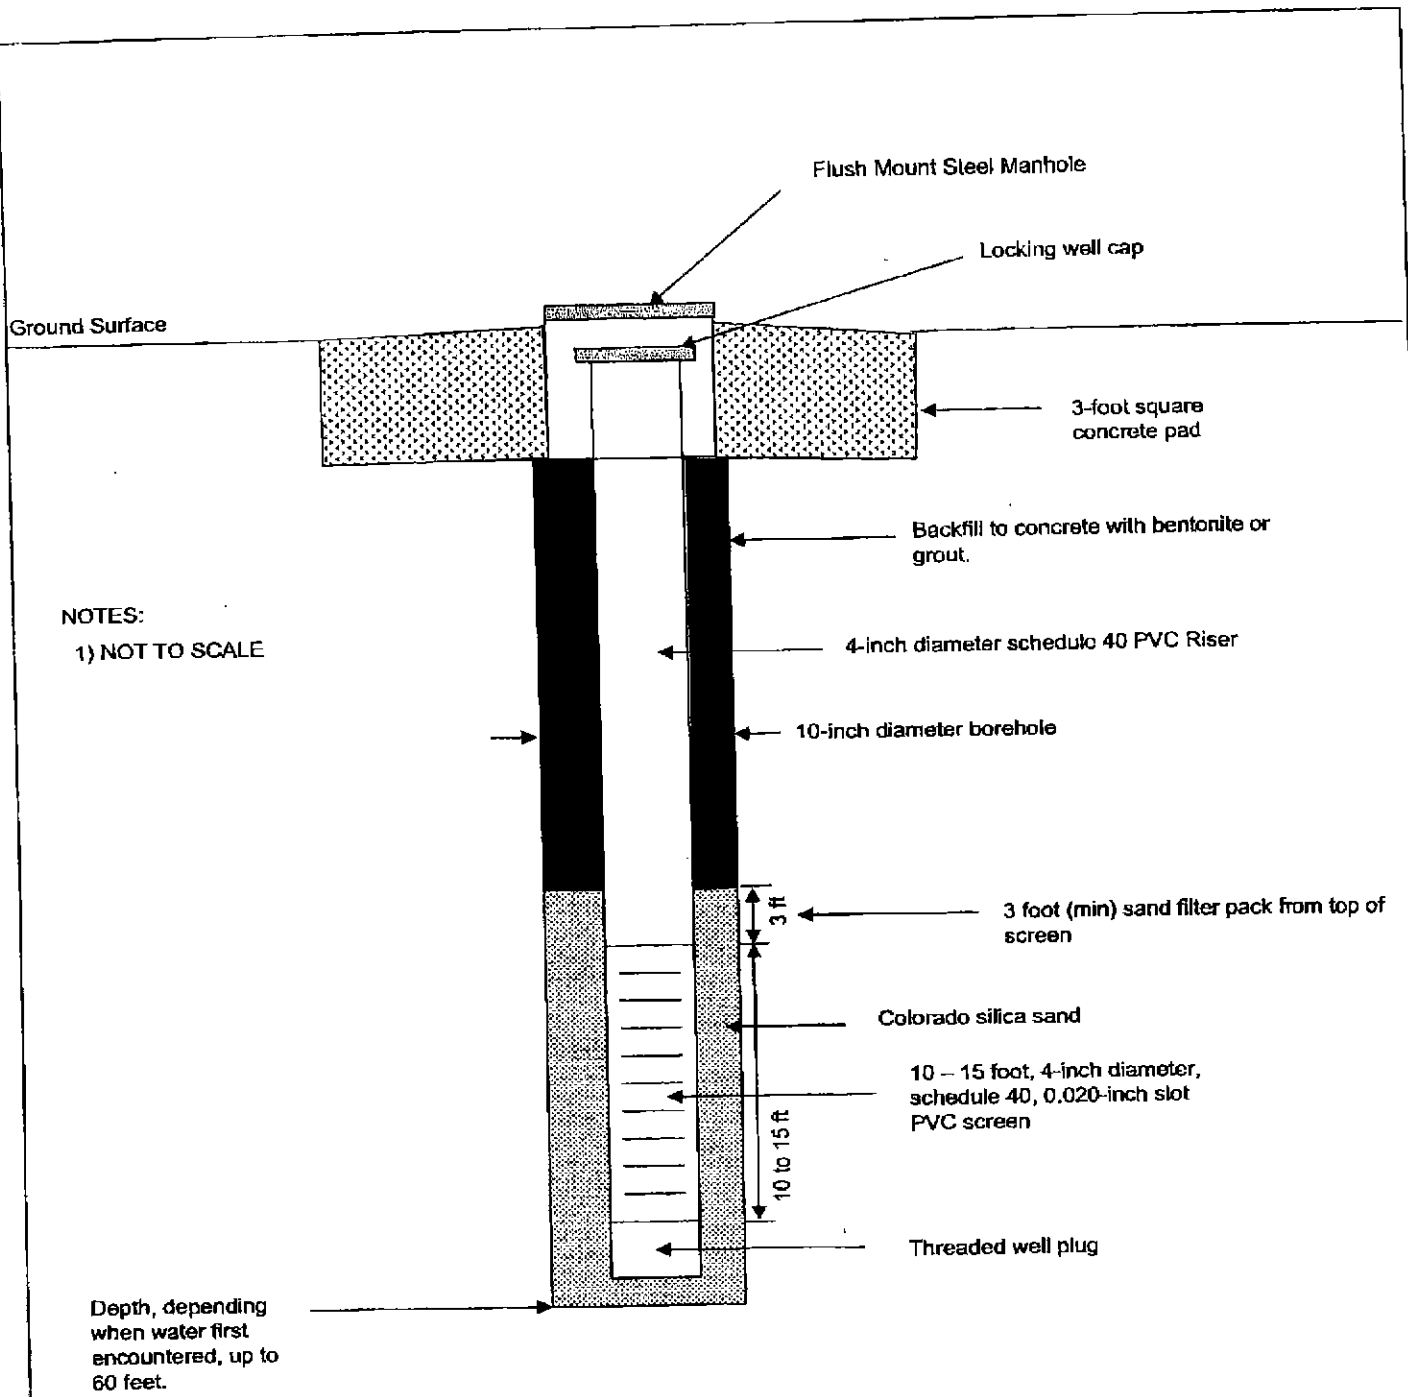 Flush Mount Steel Manhole
Locking well cap
Ground Surface
3-foot square
concrete pad
Backfill to concrete with bentonite or
grout.
NOTES:
1) NOT TO SCALE
4-inch diameter schedule 40 PVC Riser
10-inch diameter borehole
3 ft
3 foot (min) sand filter pack from top of
screen
Colorado silica sand
10 – 15 foot, 4-inch diameter,
schedule 40, 0.020-inch slot
PVC screen
10 to 15 ft
Threaded well plug
Depth, depending
when water first
encountered, up to
60 feet.